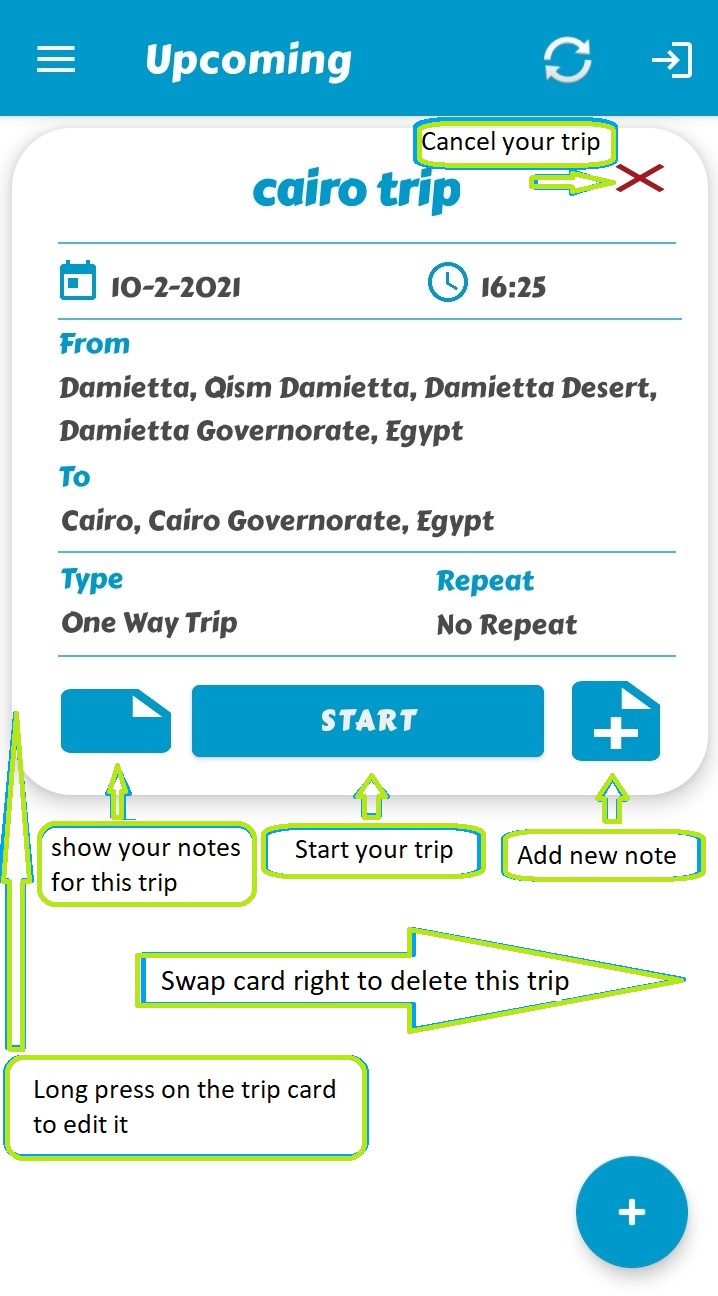 Upcoming
Cancel your trip
cairo trip
10-2-2021
16:25
From
Damietta, Qism Damietta, Damietta Desert,
Damietta Governorate, Egypt
To
Cairo, Cairo Governorate, Egypt
Type
Repeat
One Way Trip
No Repeat
START
show your notes
for this trip
Start your trip
Add new note
Swap card right to delete this trip
Long press on the trip card
to edit it